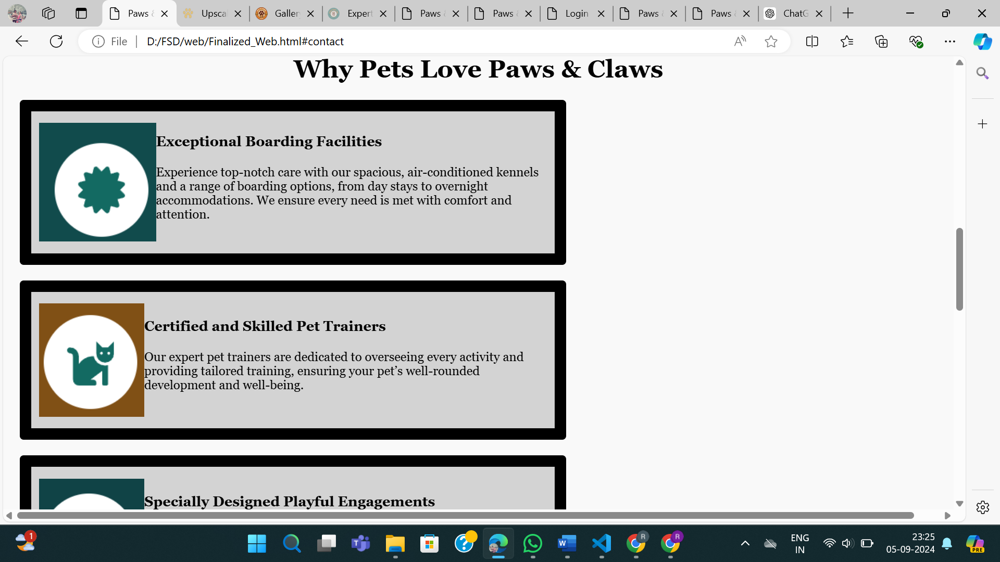 Paws &
Upscal
Galler
Expert
Paws &
Paws &
Login
Paws &
Paws &
ChatG
File
D:/FSD/web/Finalized_Web.html#contact
Why Pets Love Paws & Claws
Exceptional Boarding Facilities
Experience top-notch care with our spacious, air-conditioned kennels
and a range of boarding options, from day stays to overnight
accommodations. We ensure every need is met with comfort and
attention.
Certified and Skilled Pet Trainers
Our expert pet trainers are dedicated to overseeing every activity and
providing tailored training, ensuring your pet’s well-rounded
development and well-being.
Specially Designed Playful Engagements
1
R
R
ENG
IN
23:25
05-09-2024
PRE